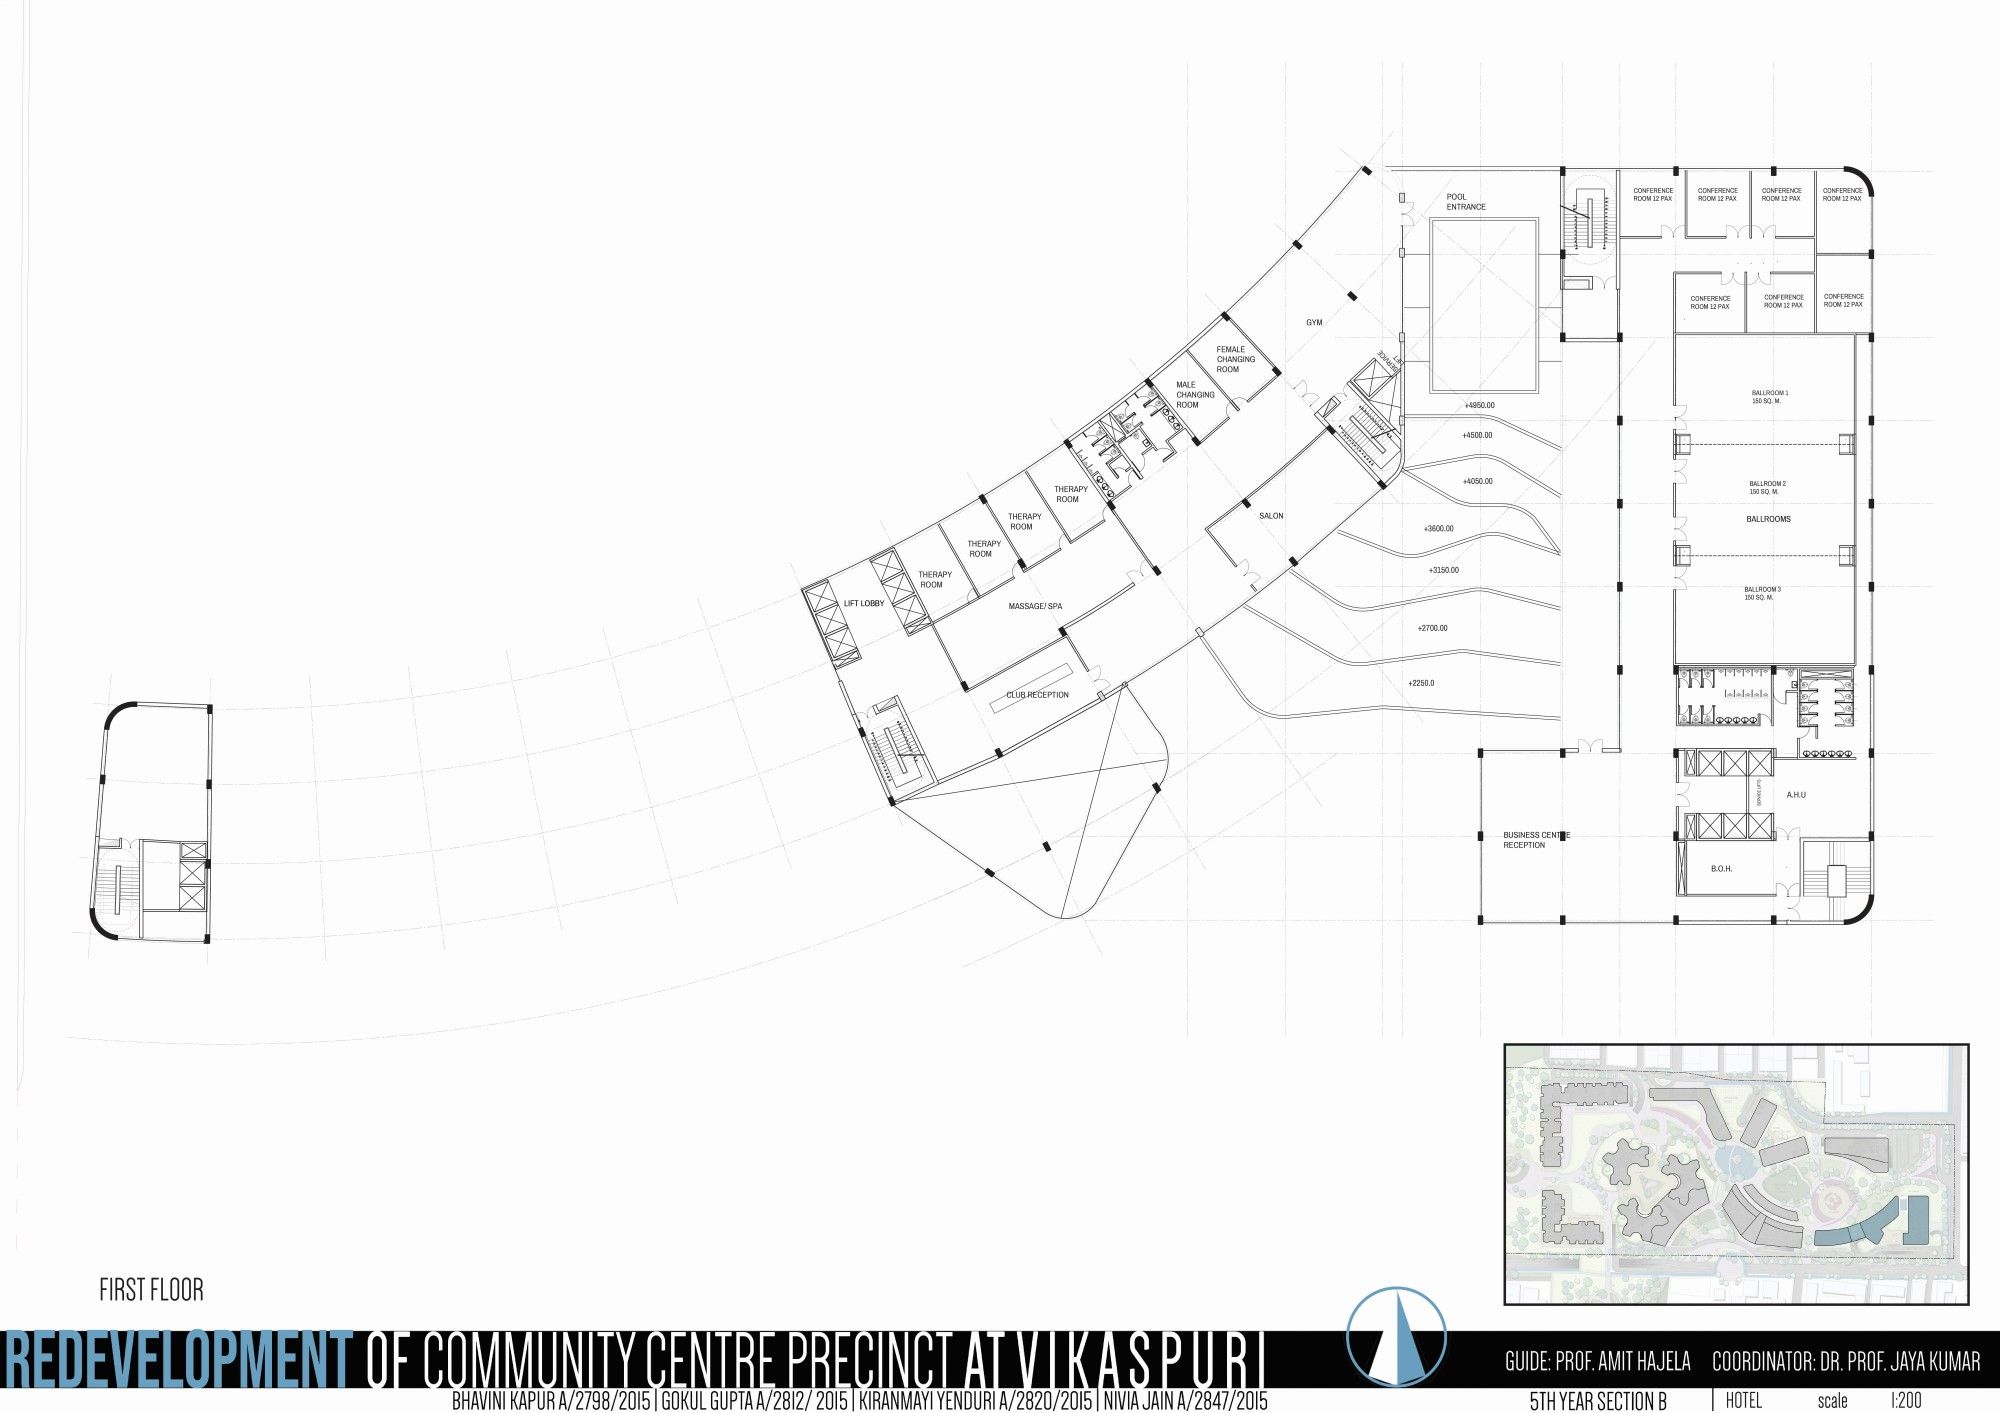 POOL
ENTRANCE
CONFERENCE
ROOM 12 PAX
CONFERENCE
ROOM 12 PAX
CONFERENCE
ROOM 12 PAX
CONFERENCE
ROOM 12 PAX
CONFERENCE
ROOM 12 PAX
CONFERENCE
ROOM 12 PAX
CONFERENCE
ROOM 12 PAX
GYM
FEMALE
CHANGING
ROOM
SERVICE
LIFT
MALE
CHANGING
ROOM
BALLROOM 1
150 SQ. M.
+4950.00
+4500.00
+4050.00
BALLROOM 2
150 SQ. M.
BALLROOMS
THERAPY
ROOM
THERAPY
ROOM
SALON
+3600.00
THERAPY
ROOM
+3150.00
THERAPY
ROOM
BALLROOM 3
150 SQ. M.
LIFT LOBBY
MASSAGE/ SPA
+2700.00
+2250.0
CLUB RECEPTION
SERVICE LIFTS
A.H.U
BUSINESS CENTRE
RECEPTION
B.O.H.
FIRST FLOOR
REDEVELOPMENT OF COMMUNITY CENTRE PRECINCT AT VIKASPURI
GUIDE: PROF. AMIT HAJELA COORDINATOR: DR. PROF. JAYA KUMAR
BHAVINI KAPUR A/2798/2015 | GOKUL GUPTA A/2812/ 2015 | KIRANMAYI YENDURI A/2820/2015 | NIVIA JAIN A/2847/2015
5TH YEAR SECTION B | HOTEL scale 1:200